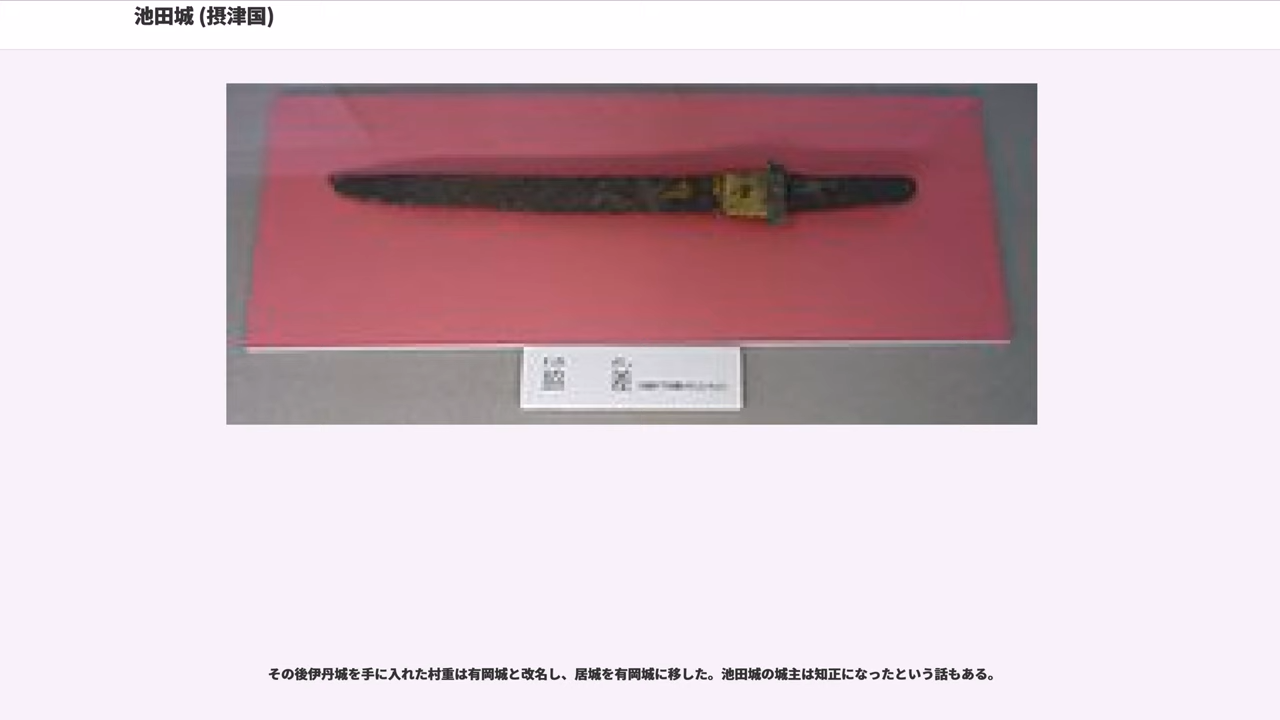 池田城 (摂津国)
その後伊丹城を手に入れた村重は有岡城と改名し、居城を有岡城に移した。池田城の城主は知正になったという話もある。